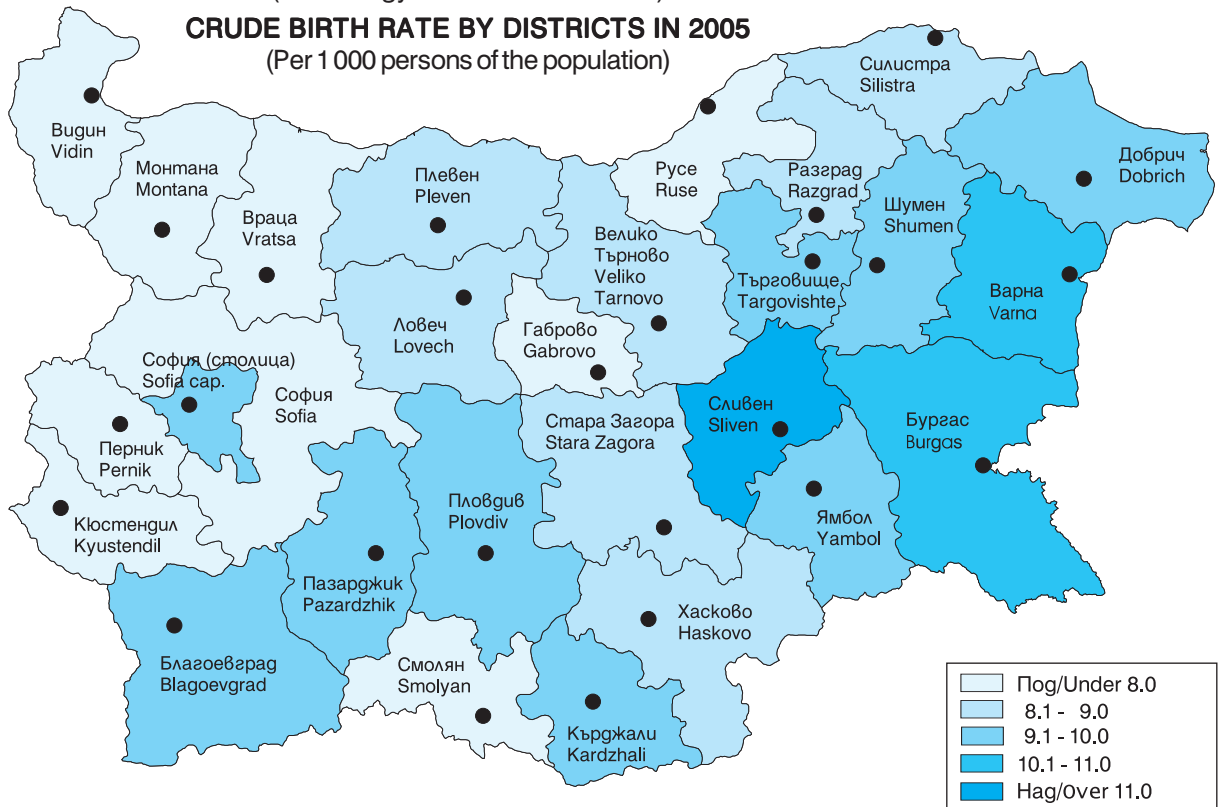 CRUDE BIRTH RATE BY DISTRICTS IN 2005
(Per 1 000 persons of the population)
Силистра
Silistra
Видин
Vidin
Монтана
Montana
Враца
Vratsa
Плевен
Pleven
Русе
Ruse
Разград
Razgrad
Добрич
Dobrich
Шумен
Shumen
Велико
Търново
Veliko
Tarnovo
Търговище
Targovishte
Варна
Varna
Ловеч
Lovech
Габрово
Gabrovo
София (столица)
Sofia cap.
София
Sofia
Перник
Pernik
Стара Загора
Stara Zagora
Сливен
Sliven
Бургас
Burgas
Кюстендил
Kyustendil
Пловдив
Plovdiv
Ямбол
Yambol
Пазарджик
Pazardzhik
Хасково
Haskovo
Благоевград
Blagoevgrad
Смолян
Smolyan
Кърджали
Kardzhali
Под/Under 8.0
8.1 - 9.0
9.1 - 10.0
10.1 - 11.0
Над/Over 11.0